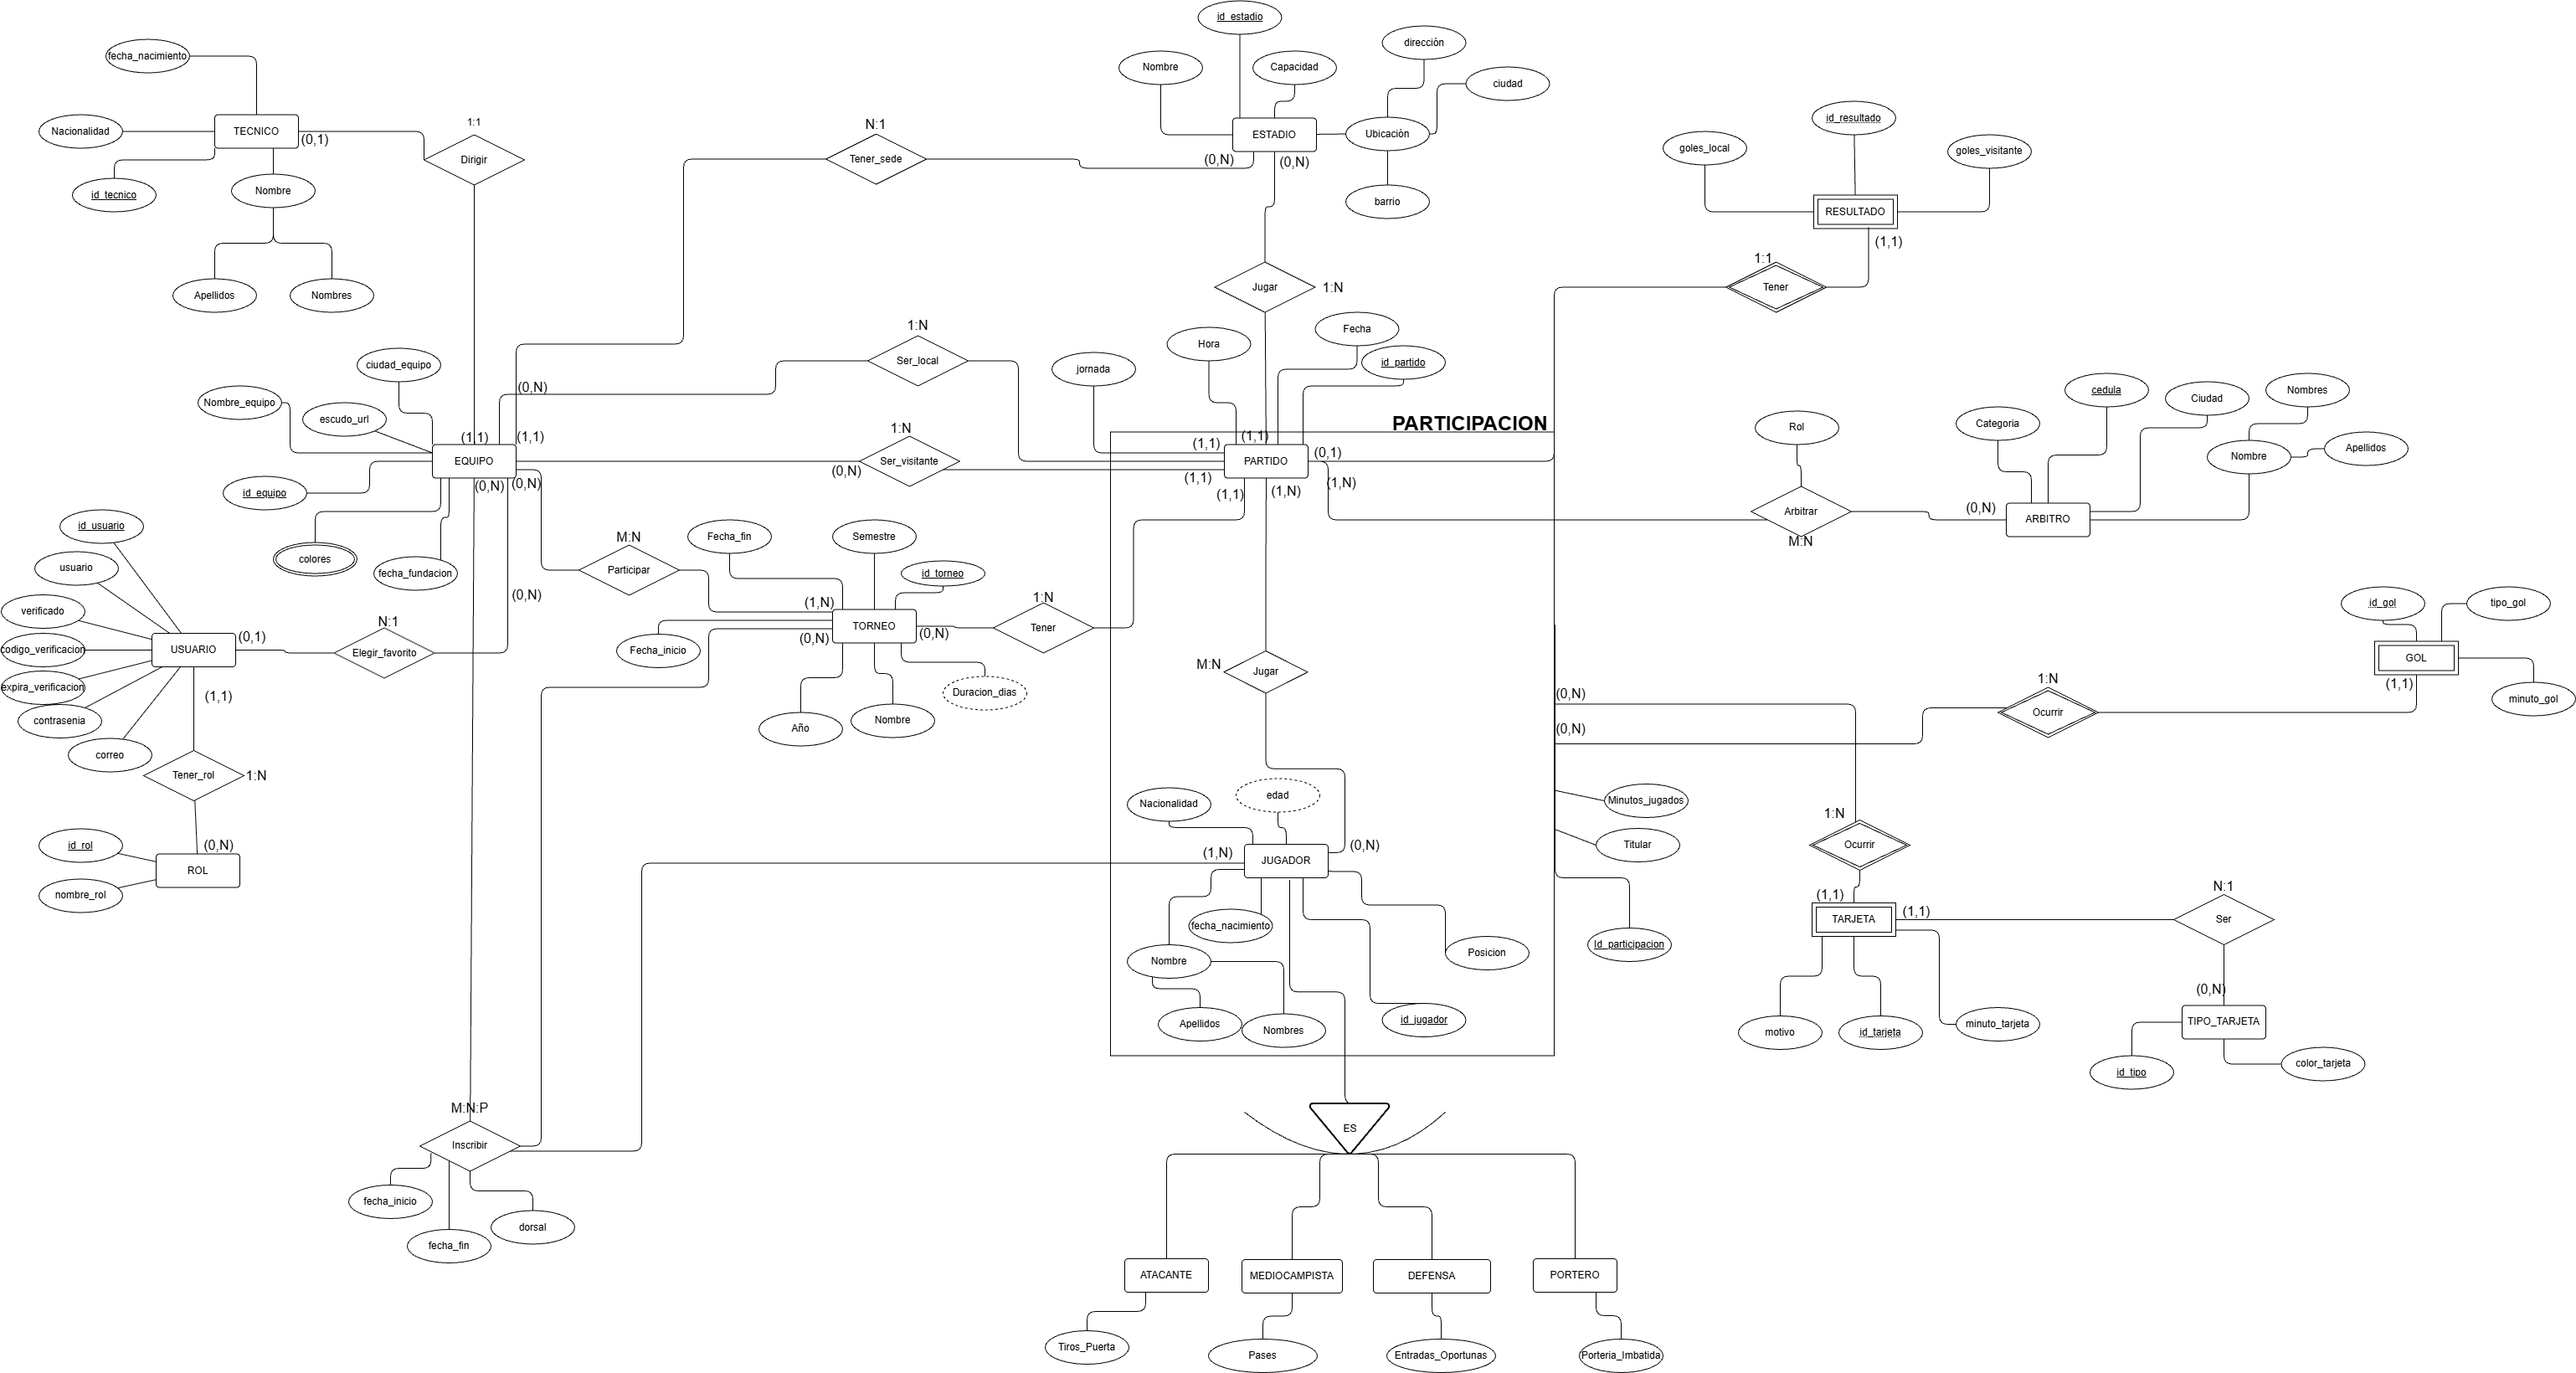 id_estadio
dirección
fecha_nacimiento
Nombre
Capacidad
ciudad
id_resultado
1:1
N:1
TECNICO
Nacionalidad
(0,1)
ESTADIO
Ubicación
goles_local
goles_visitante
Dirigir
Tener_sede
(0,N)
(0,N)
id_tecnico
Nombre
barrio
RESULTADO
(1,1)
1:1
Apellidos
Nombres
Jugar
1:N
Tener
1:N
Fecha
Hora
Ser_local
ciudad_equipo
jornada
id_partido
(0,N)
Nombre_equipo
escudo_url
cedula
Nombres
Ciudad
Categoria
Rol
PARTICIPACION
1:N
(1,1)
(1,1)
(1,1)
(1,1)
EQUIPO
Ser_visitante
(0,N)
PARTIDO
(0,1)
Nombre
Apellidos
(0,N)
(0,N)
(1,1)
(1,1)
(1,N)
(1,N)
id_equipo
Arbitrar
(0,N)
ARBITRO
M:N
id_usuario
colores
fecha_fundacion
M:N
Fecha_fin
Semestre
usuario
Participar
id_torneo
(0,N)
1:N
(1,N)
verificado
id_gol
tipo_gol
N:1
(0,1)
codigo_verificacion
USUARIO
Elegir_favorito
Fecha_inicio
(0,N)
TORNEO
(0,N)
Tener
GOL
M:N
Jugar
expira_verificacion
(1,1)
Duracion_dias
(0,N)
1:N
(1,1)
minuto_gol
contrasenia
Año
Nombre
Ocurrir
(0,N)
correo
Tener_rol
1:N
Nacionalidad
edad
Minutos_jugados
1:N
id_rol
(0,N)
(1,N)
JUGADOR
(0,N)
Titular
Ocurrir
ROL
nombre_rol
(1,1)
N:1
fecha_nacimiento
TARJETA
(1,1)
Ser
Nombre
Posicion
Id_participacion
Apellidos
Nombres
id_jugador
(0,N)
motivo
id_tarjeta
minuto_tarjeta
TIPO_TARJETA
id_tipo
color_tarjeta
M:N:P
ES
Inscribir
fecha_inicio
dorsal
fecha_fin
ATACANTE
MEDIOCAMPISTA
DEFENSA
PORTERO
Tiros_Puerta
Pases
Entradas_Oportunas
Porteria_Imbatida